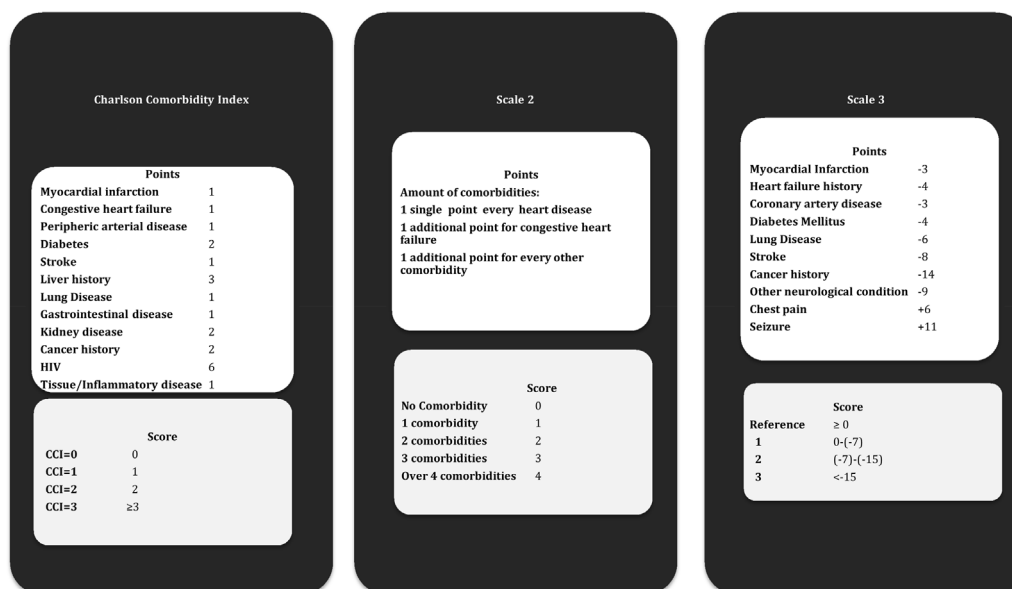 Charlson Comorbidity Index
Points
Myocardial infarction 1
Congestive heart failure 1
Peripheric arterial disease 1
Diabetes 2
Stroke 1
Liver history 3
Lung Disease 1
Gastrointestinal disease 1
Kidney disease 2
Cancer history 2
HIV 6
Tissue/Inflammatory disease 1
Score
CCI=0 0
CCI=1 1
CCI=2 2
CCI=3 ≥3
Scale 2
Points
Amount of comorbidities:
1 single point every heart disease
1 additional point for congestive heart
failure
1 additional point for every other
comorbidity
Score
No Comorbidity 0
1 comorbidity 1
2 comorbidities 2
3 comorbidities 3
Over 4 comorbidities 4
Scale 3
Points
Myocardial Infarction -3
Heart failure history -4
Coronary artery disease -3
Diabetes Mellitus -4
Lung Disease -6
Stroke -8
Cancer history -14
Other neurological condition -9
Chest pain +6
Seizure +11
Score
Reference ≥ 0
1 0-(-7)
2 (-7)-(-15)
3 <-15